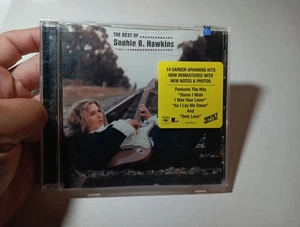 THE BEST OF
Sophie B. Hawkins
14 CAREER-SPANNING HITS
NOW REMASTERED WITH
NEW NOTES & PHOTOS
Features The Hits
"Damn I Wish
I Was Your Lover"
"As I Lay Me Down"
And
"Only Love"